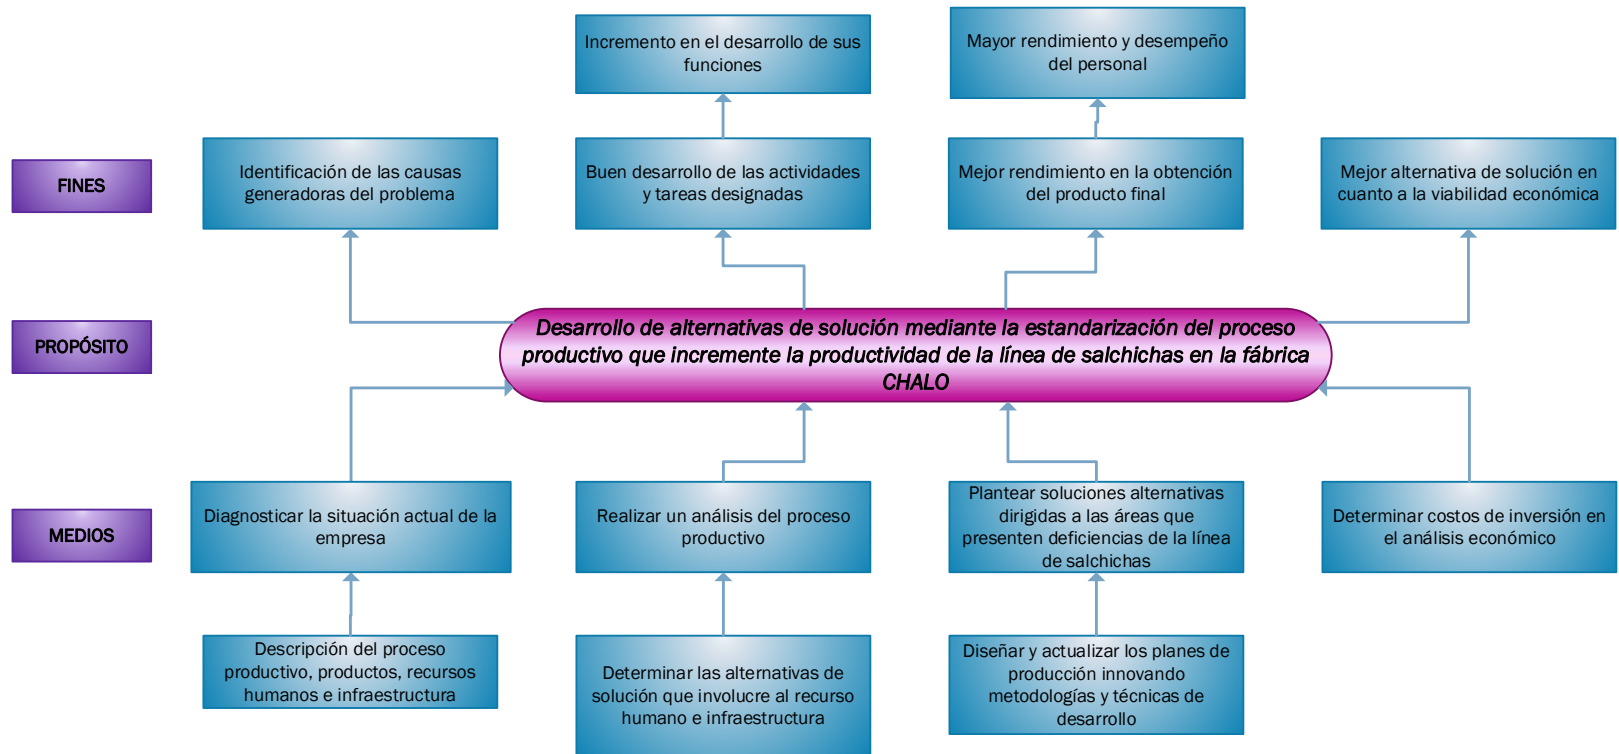 Incremento en el desarrollo de sus
funciones
Mayor rendimiento y desempeño
del personal
FINES
Identificación de las causas
generadoras del problema
Buen desarrollo de las actividades
y tareas designadas
Mejor rendimiento en la obtención
del producto final
Mejor alternativa de solución en
cuanto a la viabilidad económica
PROPÓSITO
Desarrollo de alternativas de solución mediante la estandarización del proceso
productivo que incremente la productividad de la línea de salchichas en la fábrica
CHALO
MEDIOS
Diagnosticar la situación actual de la
empresa
Realizar un análisis del proceso
productivo
Plantear soluciones alternativas
dirigidas a las áreas que
presenten deficiencias de la línea
de salchichas
Determinar costos de inversión en
el análisis económico
Descripción del proceso
productivo, productos, recursos
humanos e infraestructura
Determinar las alternativas de
solución que involucre al recurso
humano e infraestructura
Diseñar y actualizar los planes de
producción innovando
metodologías y técnicas de
desarrollo